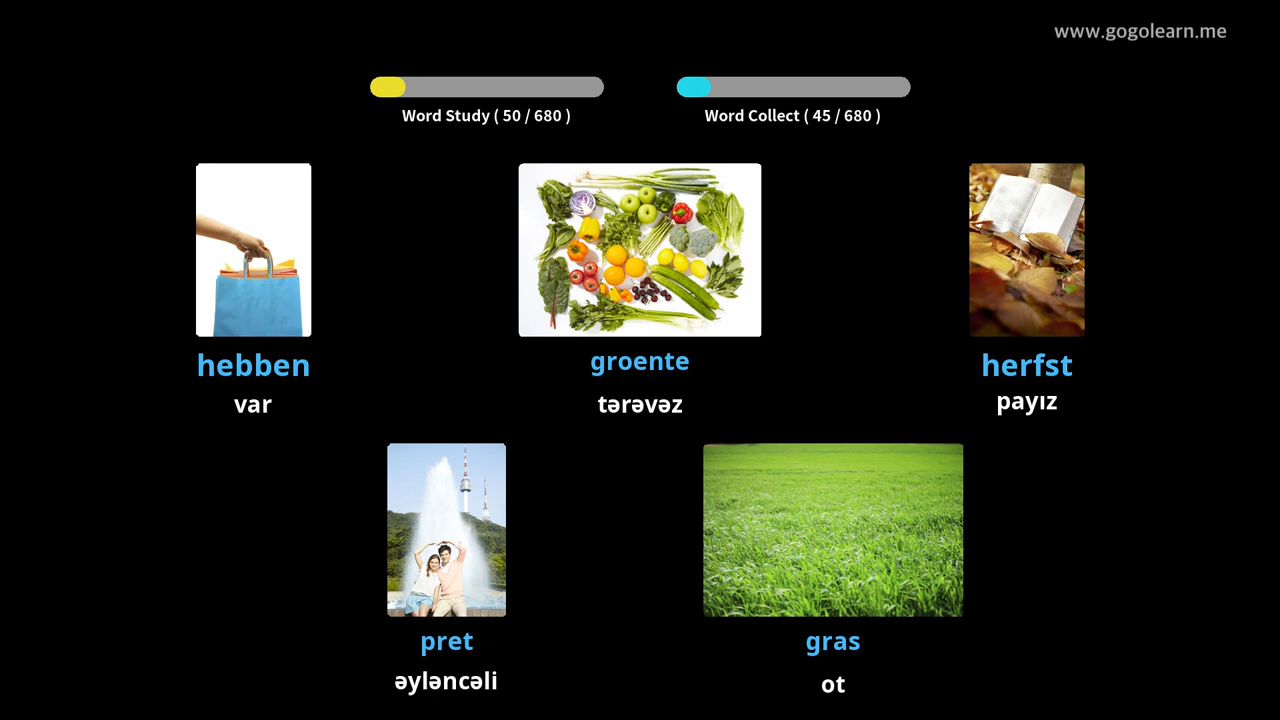 www.gogolearn.me
Word Study ( 50 / 680 )
Word Collect ( 45 / 680 )
hebben
var
groente
tərəvəz
herfst
payız
pret
əyləncəli
gras
ot